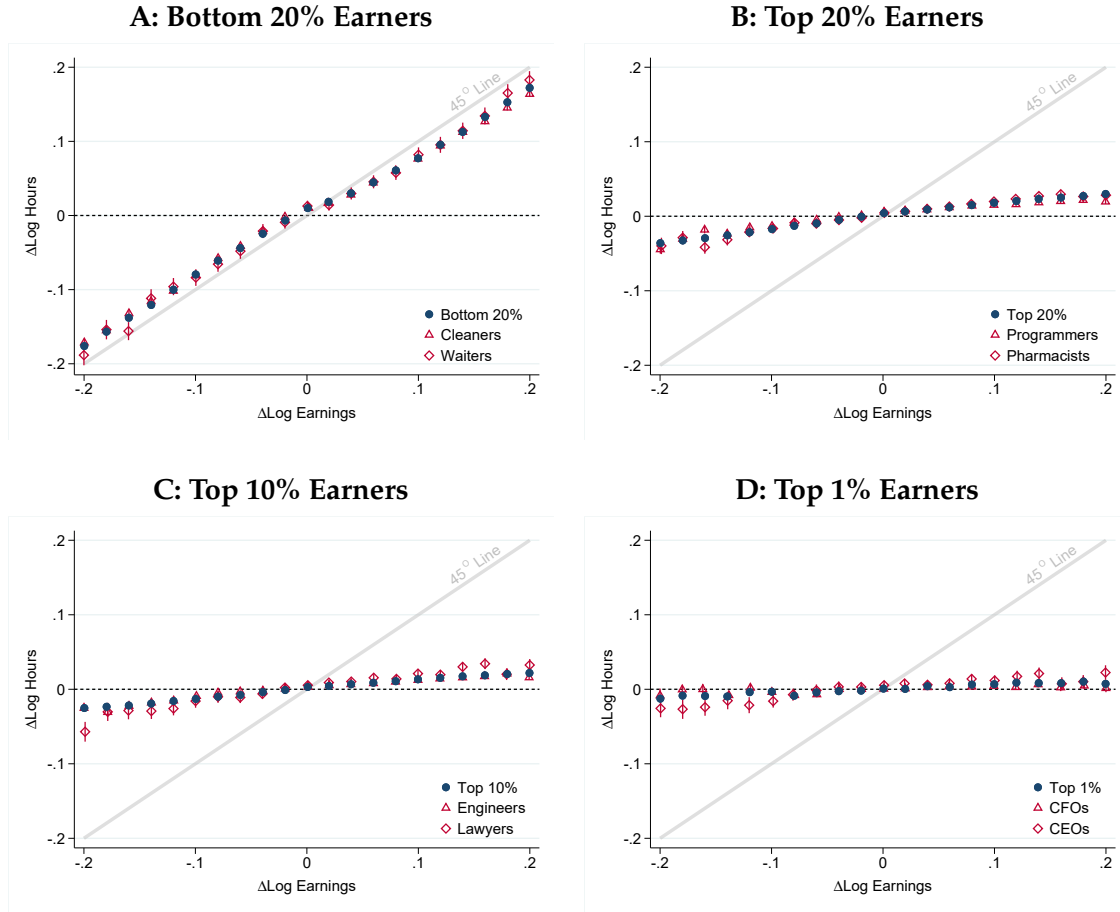 A: Bottom 20% Earners
.2
.1
0
-.1
-.2
ΔLog Hours
45° Line
Bottom 20%
Cleaners
Waiters
-.2 -.1 0 .1 .2
ΔLog Earnings
B: Top 20% Earners
.2
.1
0
-.1
-.2
ΔLog Hours
45° Line
Top 20%
Programmers
Pharmacists
-.2 -.1 0 .1 .2
ΔLog Earnings
C: Top 10% Earners
.2
.1
0
-.1
-.2
ΔLog Hours
45° Line
Top 10%
Engineers
Lawyers
-.2 -.1 0 .1 .2
ΔLog Earnings
D: Top 1% Earners
.2
.1
0
-.1
-.2
ΔLog Hours
45° Line
Top 1%
CFOs
CEOs
-.2 -.1 0 .1 .2
ΔLog Earnings